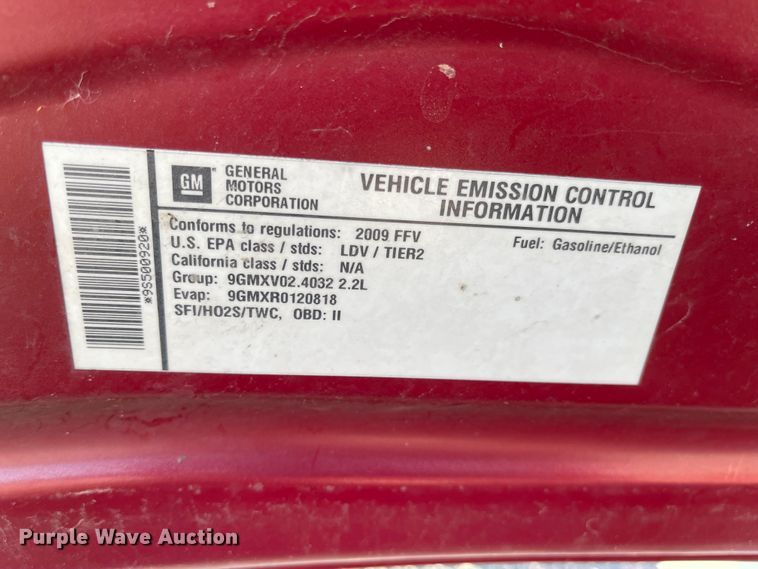 *9S500920*
GM
GENERAL
MOTORS
CORPORATION
VEHICLE EMISSION CONTROL
INFORMATION
Conforms to regulations: 2009 FFV
Fuel: Gasoline/Ethanol
U.S. EPA class / stds: LDV / TIER2
California class / stds: N/A
Group: 9GMXV02.4032 2.2L
Evap: 9GMXR0120818
SFI/HO2S/TWC, OBD: II
Purple Wave Auction